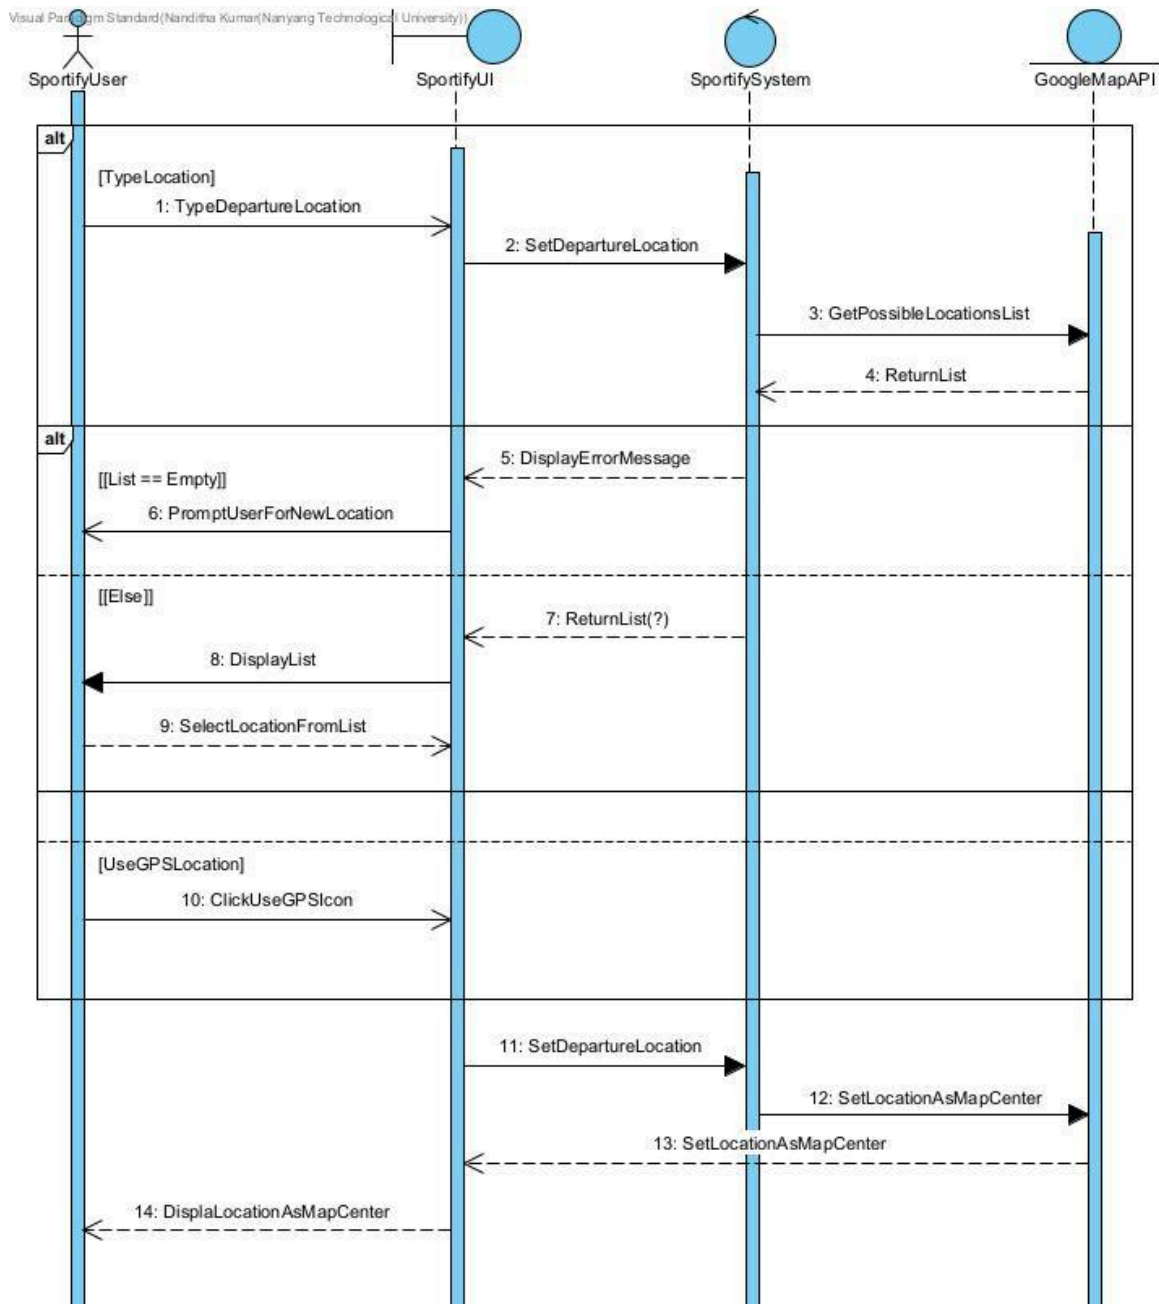 Visual Paradigm Standard(Nanditha Kumar(Nanyang Technological University))
SportifyUser
SportifyUI
SportifySystem
GoogleMapAPI
alt
[TypeLocation]
1: TypeDepartureLocation
2: SetDepartureLocation
3: GetPossibleLocationsList
4: ReturnList
alt
5: DisplayErrorMessage
[[List == Empty]]
6: PromptUserForNewLocation
[[Else]]
7: ReturnList(?)
8: DisplayList
9: SelectLocationFromList
[UseGPSLocation]
10: ClickUseGPSIcon
11: SetDepartureLocation
12: SetLocationAsMapCenter
13: SetLocationAsMapCenter
14: DisplaLocationAsMapCenter